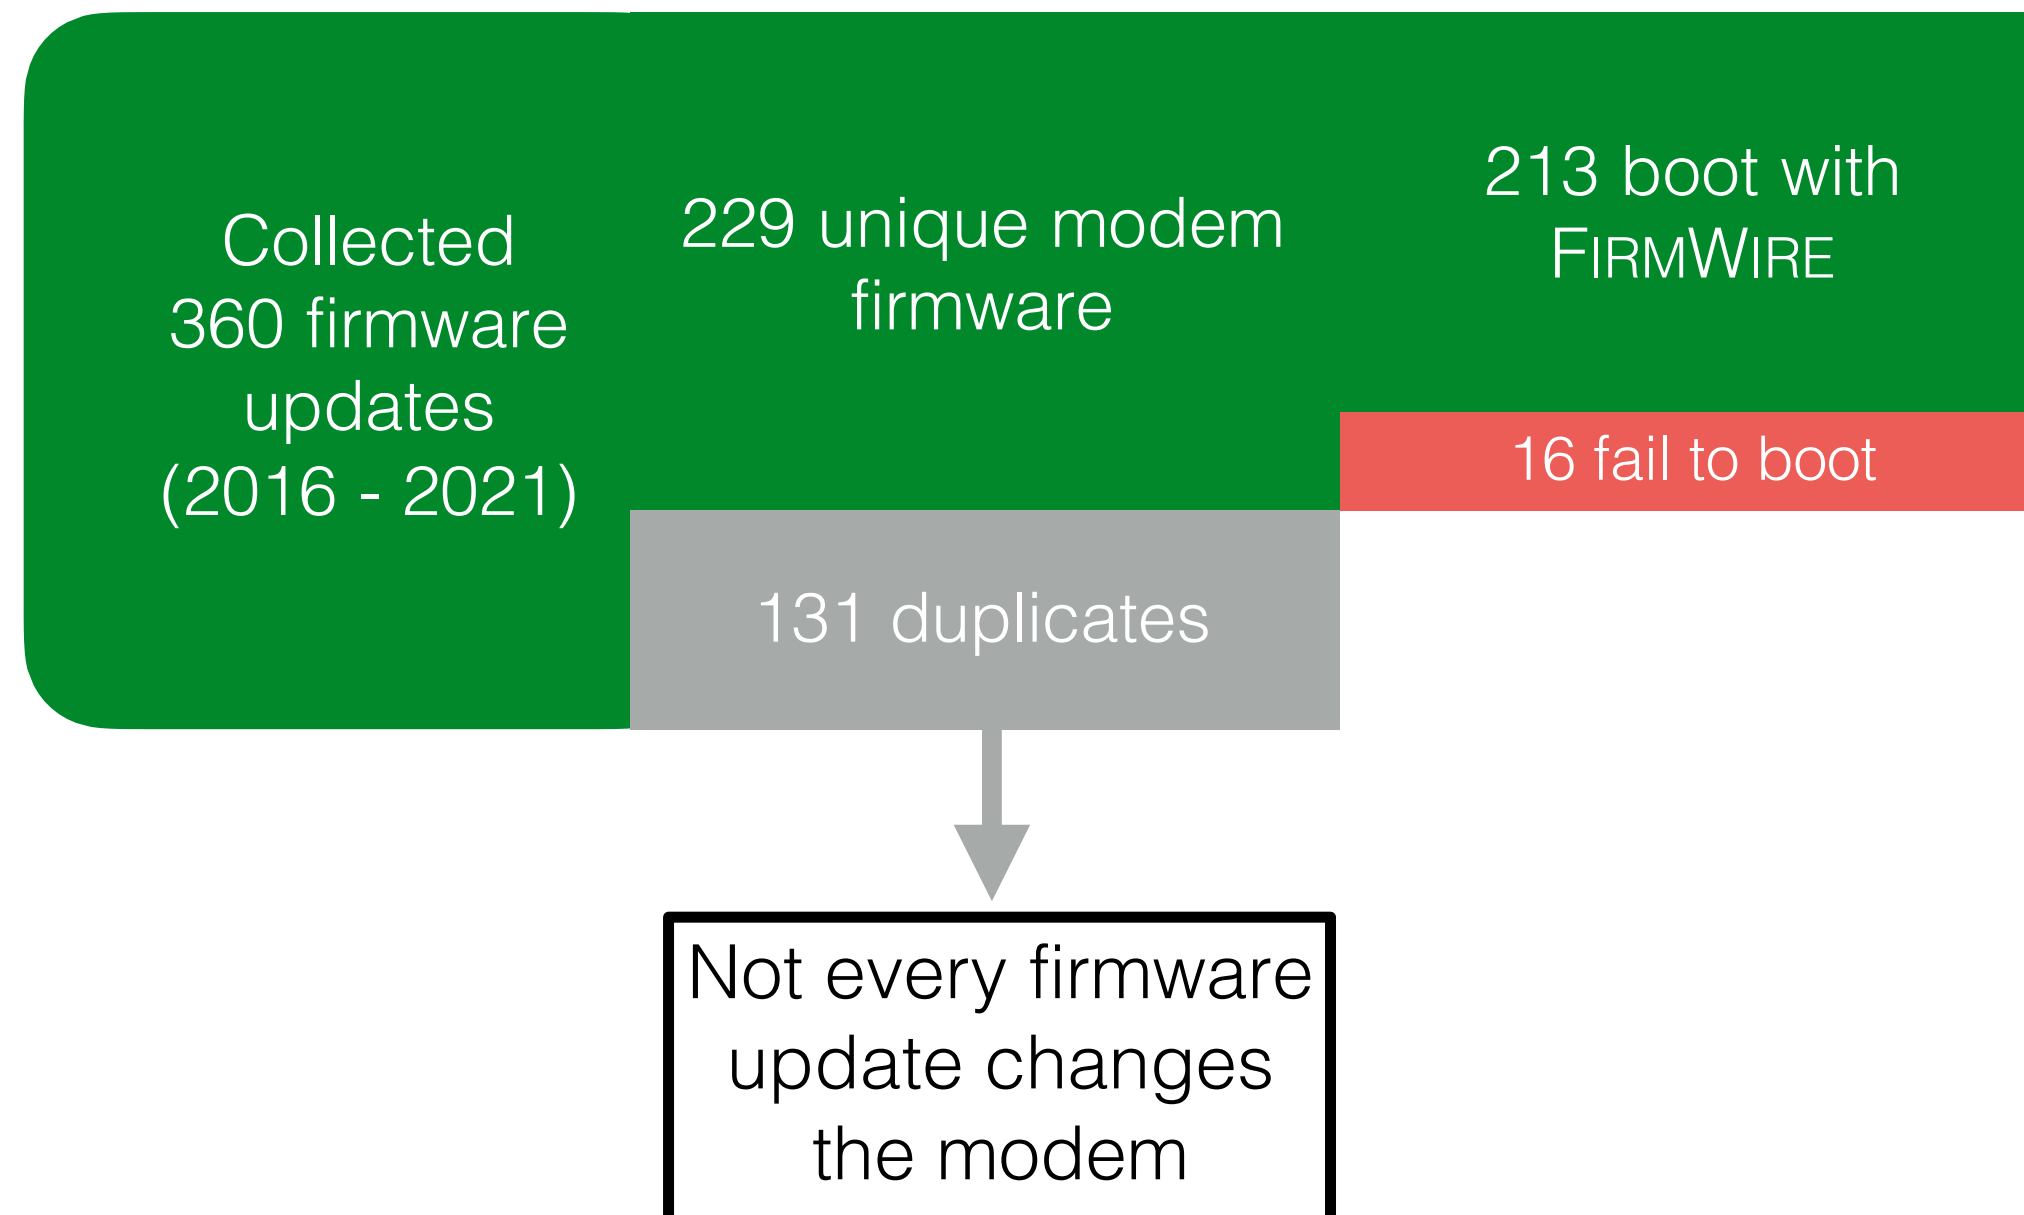 Collected
360 firmware
updates
(2016 - 2021)
229 unique modem
firmware
213 boot with
FIRMWIRE
16 fail to boot
131 duplicates
Not every firmware
update changes
the modem